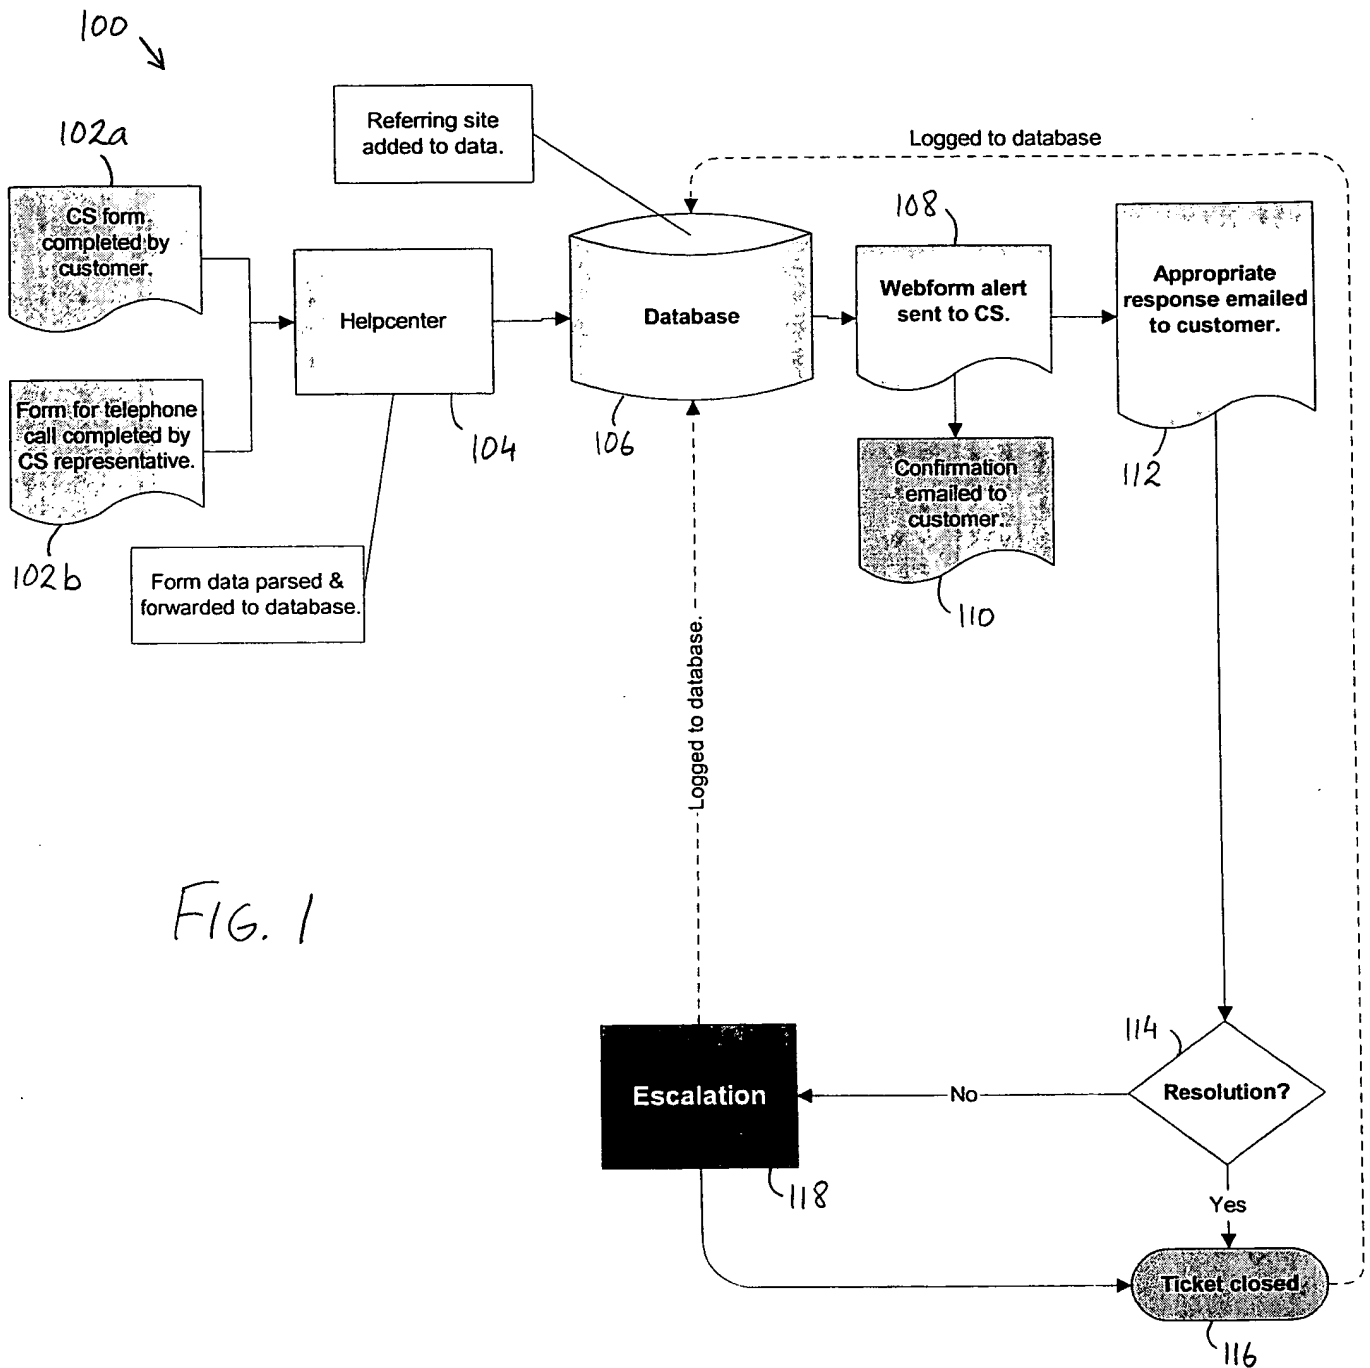 100
102a
Referring site
added to data.
Logged to database
CS form
completed by
customer.
Helpcenter
Database
108
Webform alert
sent to CS.
Appropriate
response emailed
to customer.
Form for telephone
call completed by
CS representative.
104
106
112
Confirmation
emailed to
customer.
102b
Form data parsed &
forwarded to database.
110
Logged to database.
FIG. 1
114
Escalation
No
Resolution?
118
Yes
Ticket closed
116